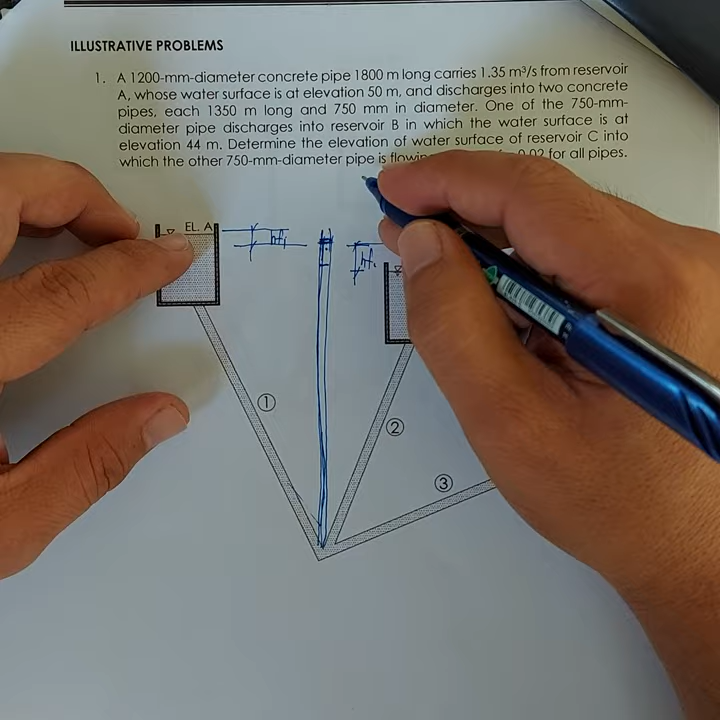 ILLUSTRATIVE PROBLEMS
1. A 1200-mm-diameter concrete pipe 1800 m long carries 1.35 m³/s from reservoir
A, whose water surface is at elevation 50 m, and discharges into two concrete
pipes, each 1350 m long and 750 mm in diameter. One of the 750-mm-
diameter pipe discharges into reservoir B in which the water surface is at
elevation 44 m. Determine the elevation of water surface of reservoir C into
which the other 750-mm-diameter pipe is flowing for all pipes.
EL. A
hf₁
①
②
③